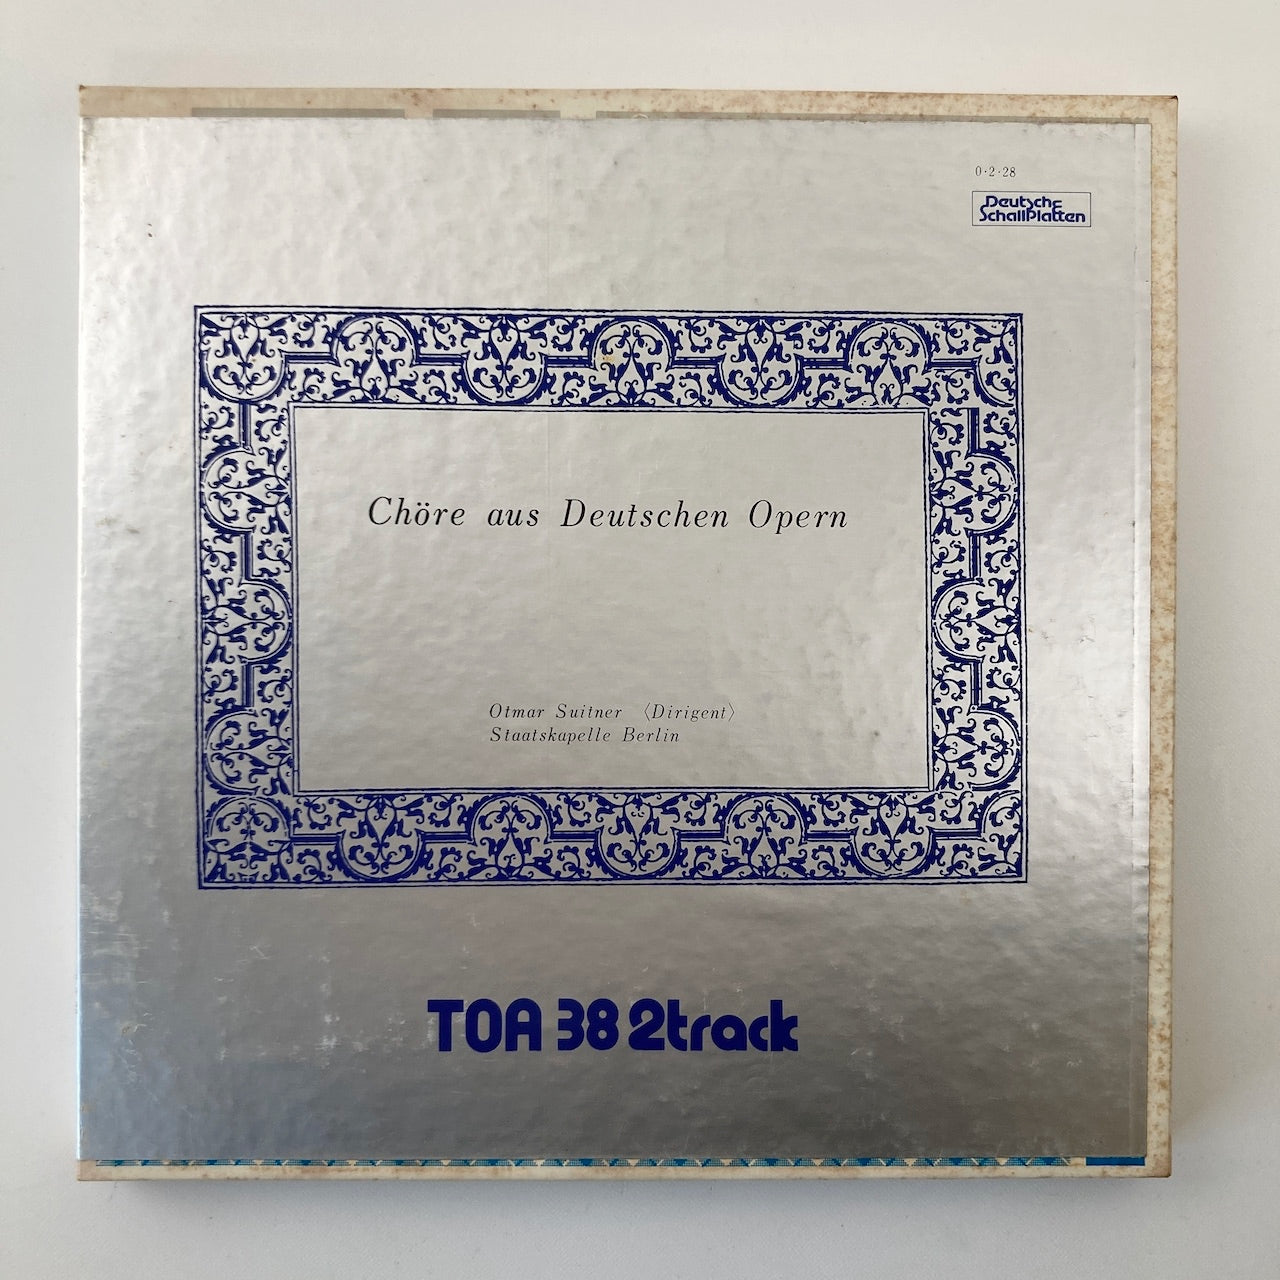 0·2·28
Deutsche
Schallplatten
Chöre aus Deutschen Opern
Otmar Suitner 〈Dirigent〉
Staatskapelle Berlin
TOA 38 2track